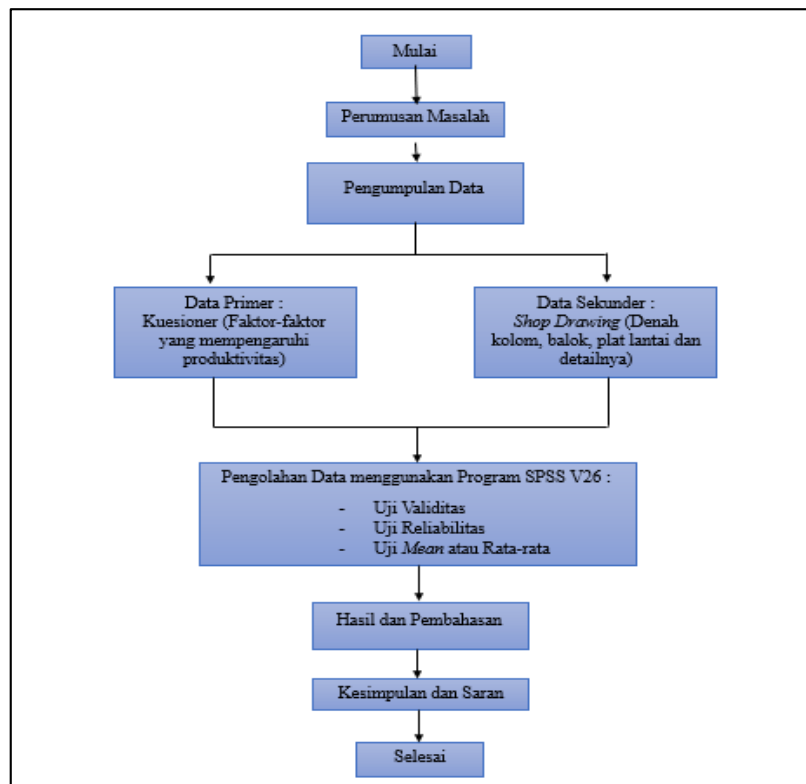 Mulai
Perumusan Masalah
Pengumpulan Data
Data Primer :
Kuesioner (Faktor-faktor
yang mempengaruhi
produktivitas)
Data Sekunder :
Shop Drawing (Denah
kolom, balok, plat lantai dan
detailnya)
Pengolahan Data menggunakan Program SPSS V26 :
- Uji Validitas
- Uji Reliabilitas
- Uji Mean atau Rata-rata
Hasil dan Pembahasan
Kesimpulan dan Saran
Selesai